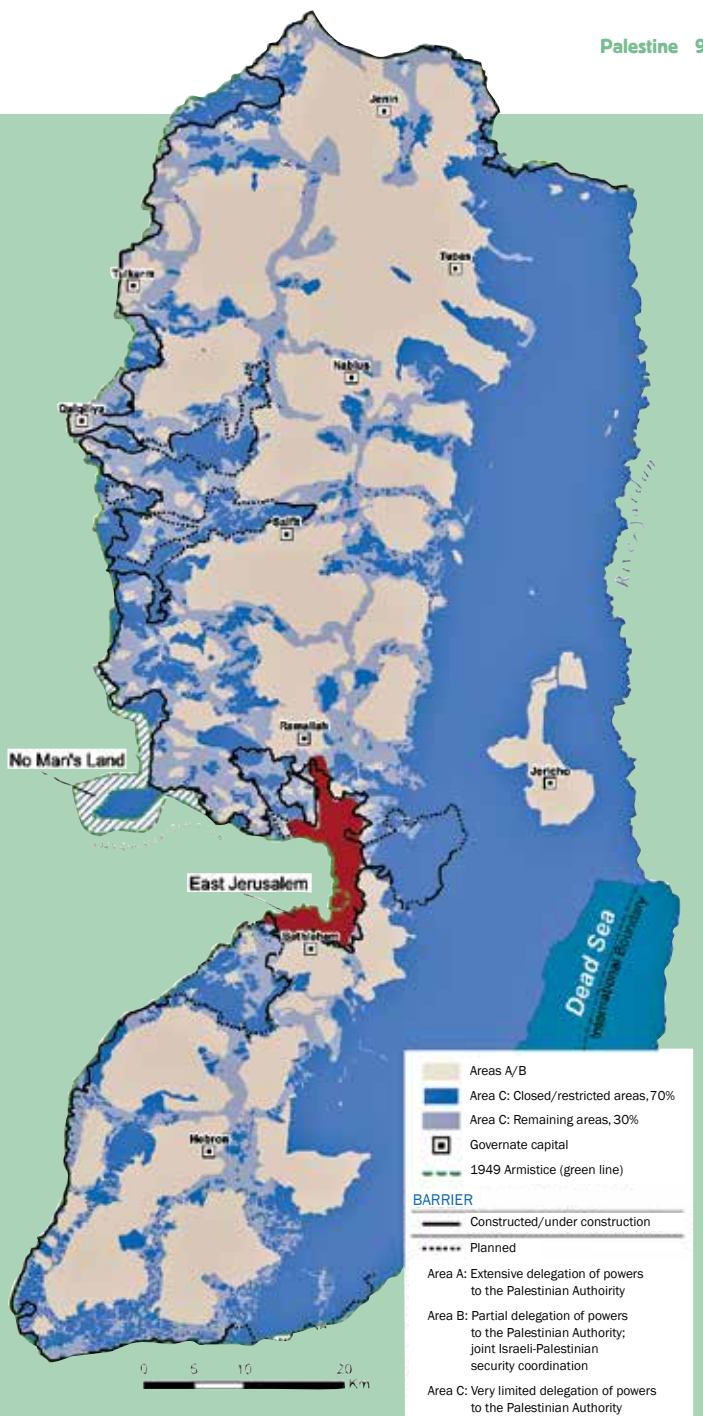 Palestine 9
Jenin
Tubas
Tulkarm
Nablus
Qalqiliya
Salfit
River Jordan
Ramallah
No Man's Land
Jericho
East Jerusalem
Bethlehem
Dead Sea
International Boundary
Hebron
Areas A/B
Area C: Closed/restricted areas,70%
Area C: Remaining areas, 30%
Governate capital
1949 Armistice (green line)
BARRIER
Constructed/under construction
Planned
Area A: Extensive delegation of powers
to the Palestinian Authoirity
Area B: Partial delegation of powers
to the Palestinian Authority;
joint Israeli-Palestinian
security coordination
Area C: Very limited delegation of powers
to the Palestinian Authority
0 5 10 20
Km